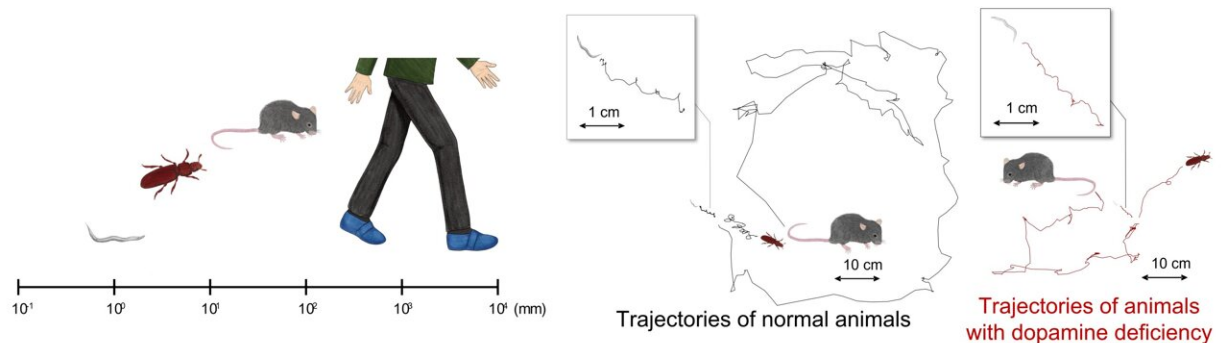 10⁻¹ 10⁰ 10¹ 10² 10³ 10⁴ (mm)
1 cm
10 cm
Trajectories of normal animals
1 cm
10 cm
Trajectories of animals
with dopamine deficiency